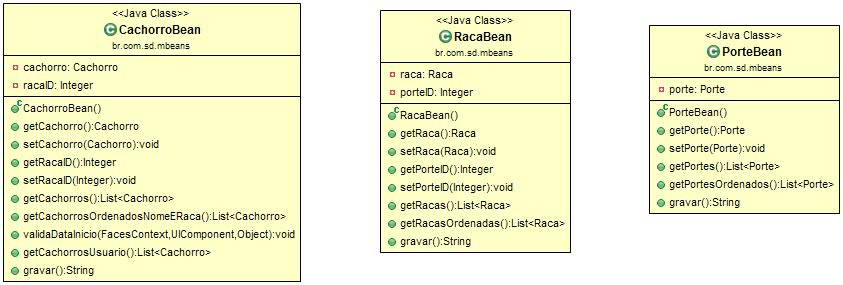 <<Java Class>>
CachorroBean
br.com.sd.mbeans
cachorro: Cachorro
racaID: Integer
CachorroBean()
getCachorro():Cachorro
setCachorro(Cachorro):void
getRacaID():Integer
setRacaID(Integer):void
getCachorros():List<Cachorro>
getCachorrosOrdenadosNomeERaca():List<Cachorro>
validaDataInicio(FacesContext,UIComponent,Object):void
getCachorrosUsuario():List<Cachorro>
gravar():String
<<Java Class>>
RacaBean
br.com.sd.mbeans
raca: Raca
porteID: Integer
RacaBean()
getRaca():Raca
setRaca(Raca):void
getPorteID():Integer
setPorteID(Integer):void
getRacas():List<Raca>
getRacasOrdenadas():List<Raca>
gravar():String
<<Java Class>>
PorteBean
br.com.sd.mbeans
porte: Porte
PorteBean()
getPorte():Porte
setPorte(Porte):void
getPortes():List<Porte>
getPortesOrdenados():List<Porte>
gravar():String